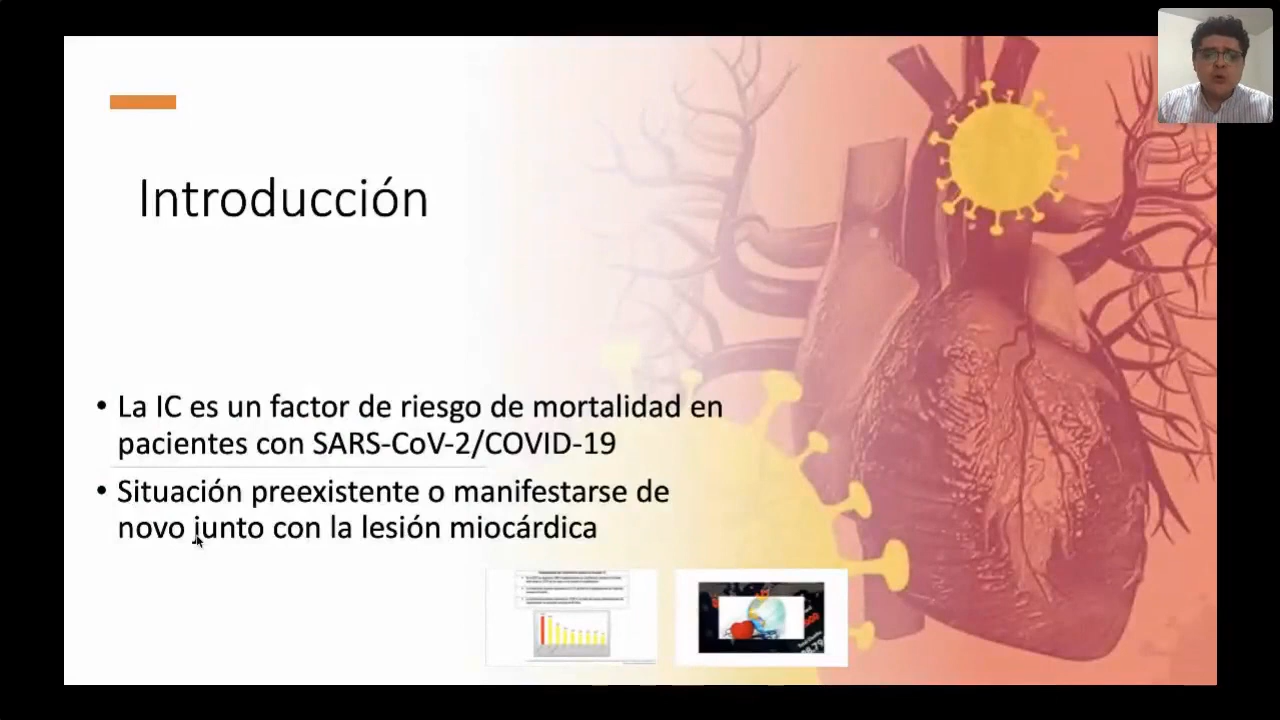 Introducción
• La IC es un factor de riesgo de mortalidad en
pacientes con SARS-CoV-2/COVID-19
• Situación preexistente o manifestarse de
novo junto con la lesión miocárdica